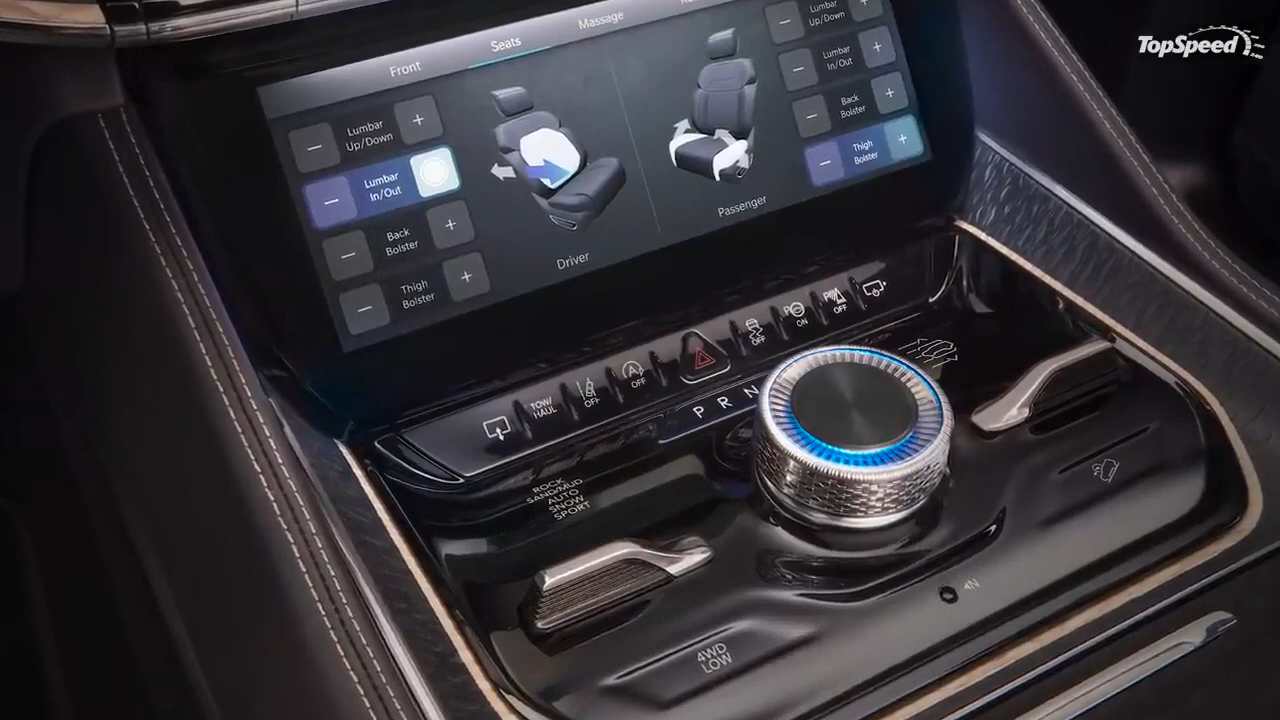 TopSpeed
Front
Seats
Massage
Lumbar
Up/Down
Lumbar
In/Out
Back
Bolster
Thigh
Bolster
Driver
Lumbar
Up/Down
Lumbar
In/Out
Back
Bolster
Thigh
Bolster
Passenger
TOW/
HAUL
OFF
A
OFF
OFF
ON
OFF
P R N
ROCK
SAND/MUD
AUTO
SNOW
SPORT
N
4WD
LOW